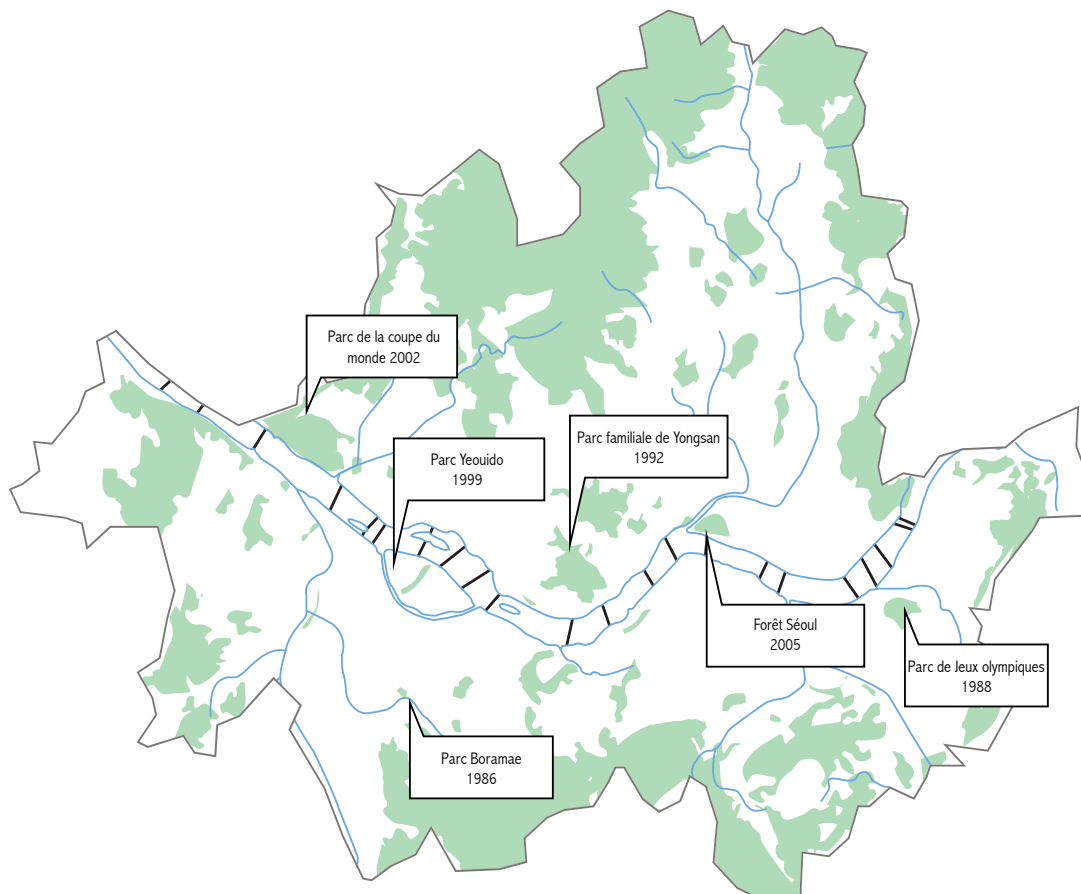 Parc de la coupe du
monde 2002
Parc familiale de Yongsan
1992
Parc Yeouido
1999
Forêt Séoul
2005
Parc de Jeux olympiques
1988
Parc Boramae
1986